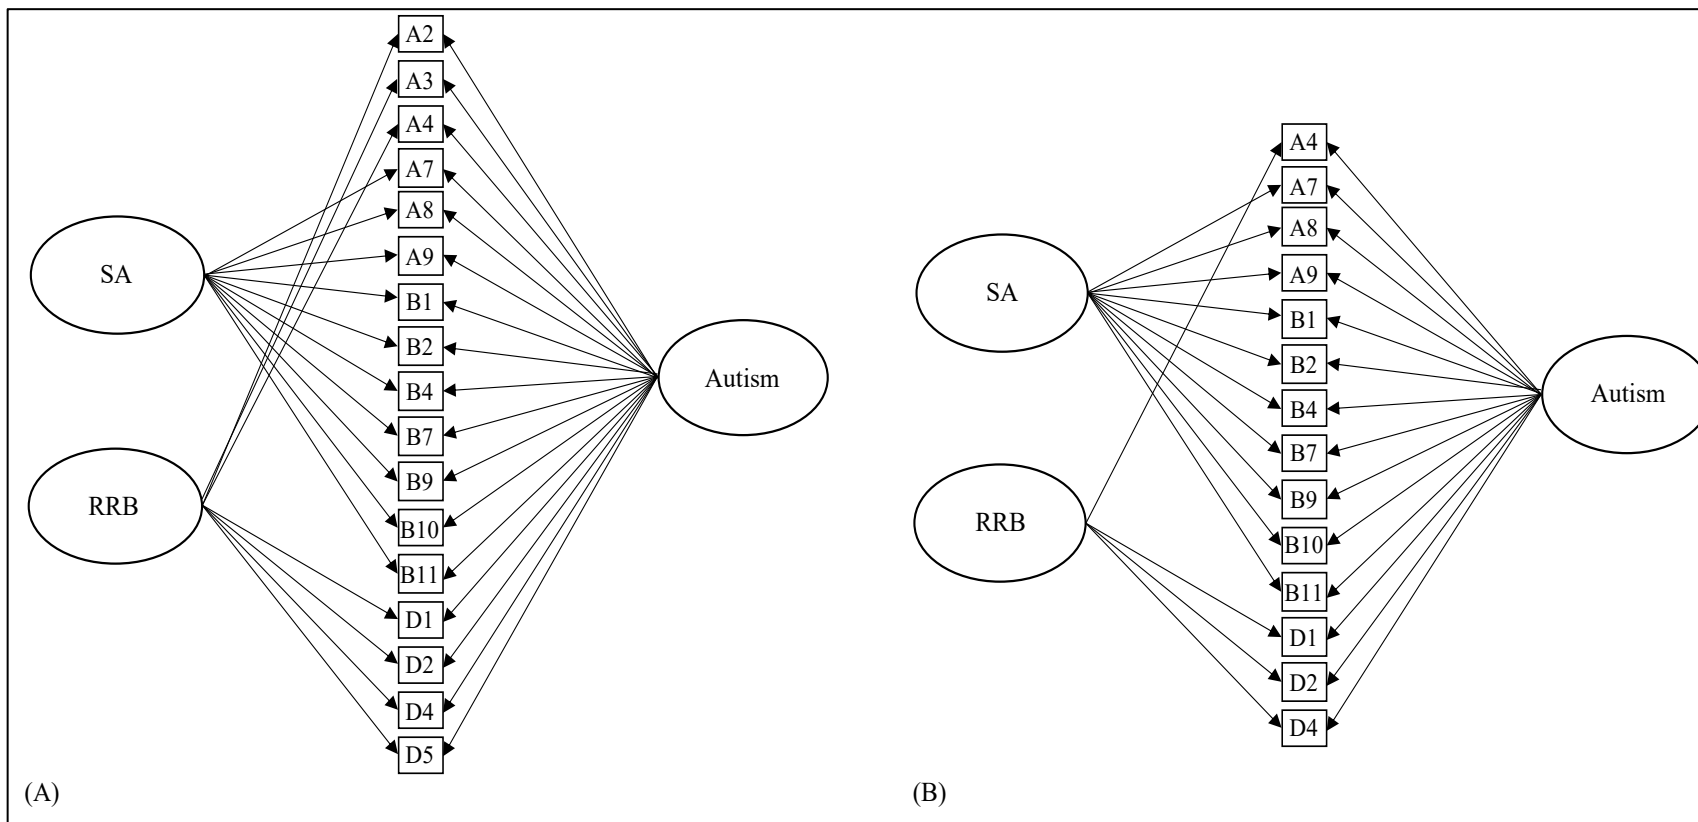 A2
A3
A4
A7
A8
A9
B1
B2
B4
B7
B9
B10
B11
D1
D2
D4
D5
SA
RRB
Autism
(A)
A4
A7
A8
A9
B1
B2
B4
B7
B9
B10
B11
D1
D2
D4
SA
RRB
Autism
(B)